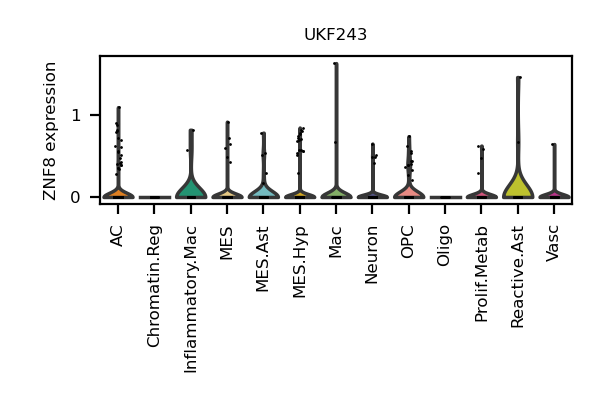 UKF243
ZNF8 expression
1
0
AC
Chromatin.Reg
Inflammatory.Mac
MES
MES.Ast
MES.Hyp
Mac
Neuron
OPC
Oligo
Prolif.Metab
Reactive.Ast
Vasc